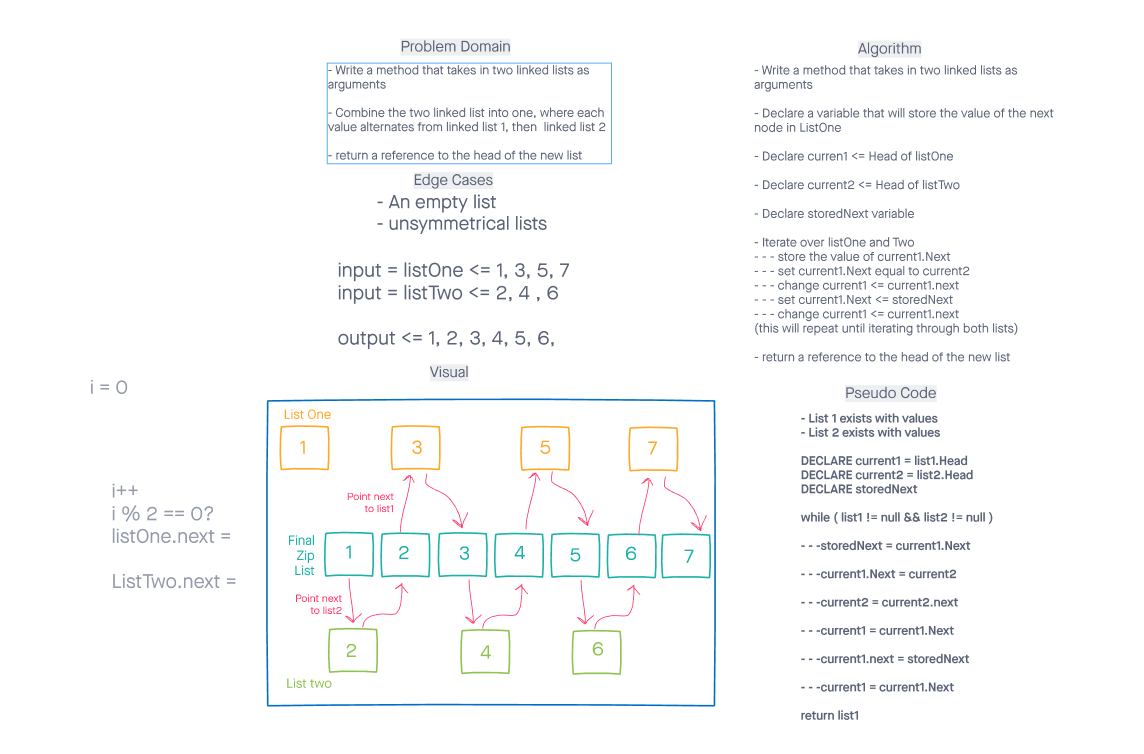 Problem Domain
- Write a method that takes in two linked lists as
arguments
- Combine the two linked list into one, where each
value alternates from linked list 1, then  linked list 2
- return a reference to the head of the new list
Edge Cases
- An empty list
- unsymmetrical lists
input = listOne <= 1, 3, 5, 7
input = listTwo <= 2, 4 , 6
output <= 1, 2, 3, 4, 5, 6,
Visual
i = 0
i++
i % 2 == 0?
listOne.next =
ListTwo.next =
List One
1
3
5
7
Point next
to list1
Final
Zip
List
1
2
3
4
5
6
7
Point next
to list2
2
4
6
List two
Algorithm
- Write a method that takes in two linked lists as
arguments
- Declare a variable that will store the value of the next
node in ListOne
- Declare curren1 <= Head of listOne
- Declare current2 <= Head of listTwo
- Declare storedNext variable
- Iterate over listOne and Two
- - - store the value of current1.Next
- - - set current1.Next equal to current2
- - - change current1 <= current1.next
- - - set current1.Next <= storedNext
- - - change current1 <= current1.next
(this will repeat until iterating through both lists)
- return a reference to the head of the new list
Pseudo Code
- List 1 exists with values
- List 2 exists with values
DECLARE current1 = list1.Head
DECLARE current2 = list2.Head
DECLARE storedNext
while ( list1 != null && list2 != null )
- - -storedNext = current1.Next
- - -current1.Next = current2
- - -current2 = current2.next
- - -current1 = current1.Next
- - -current1.next = storedNext
- - -current1 = current1.Next
return list1